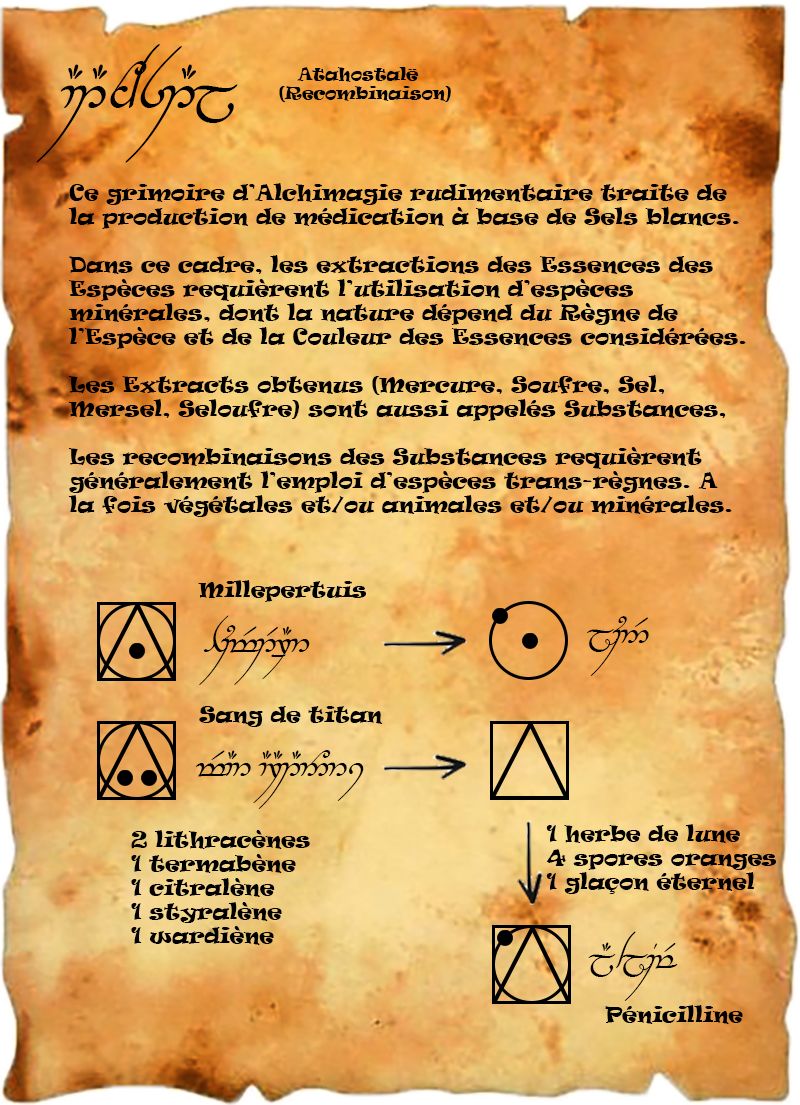 Atahostalē
(Recombinaison)
Ce grimoire d'Alchimagie rudimentaire traite de
la production de médication à base de Sels blancs.
Dans ce cadre, les extractions des Essences des
Espèces requièrent l'utilisation d'espèces
minérales, dont la nature dépend du Règne de
l'Espèce et de la Couleur des Essences considérées.
Les Extracts obtenus (Mercure, Soufre, Sel,
Mersel, Seloufre) sont aussi appelés Substances,
Les recombinaisons des Substances requièrent
généralement l'emploi d'espèces trans-règnes. A
la fois végétales et/ou animales et/ou minérales.
Millepertuis
Sang de titan
2 lithracènes
1 termabène
1 citralène
1 styralène
1 wardiène
1 herbe de lune
4 spores oranges
1 glaçon éternel
Pénicilline